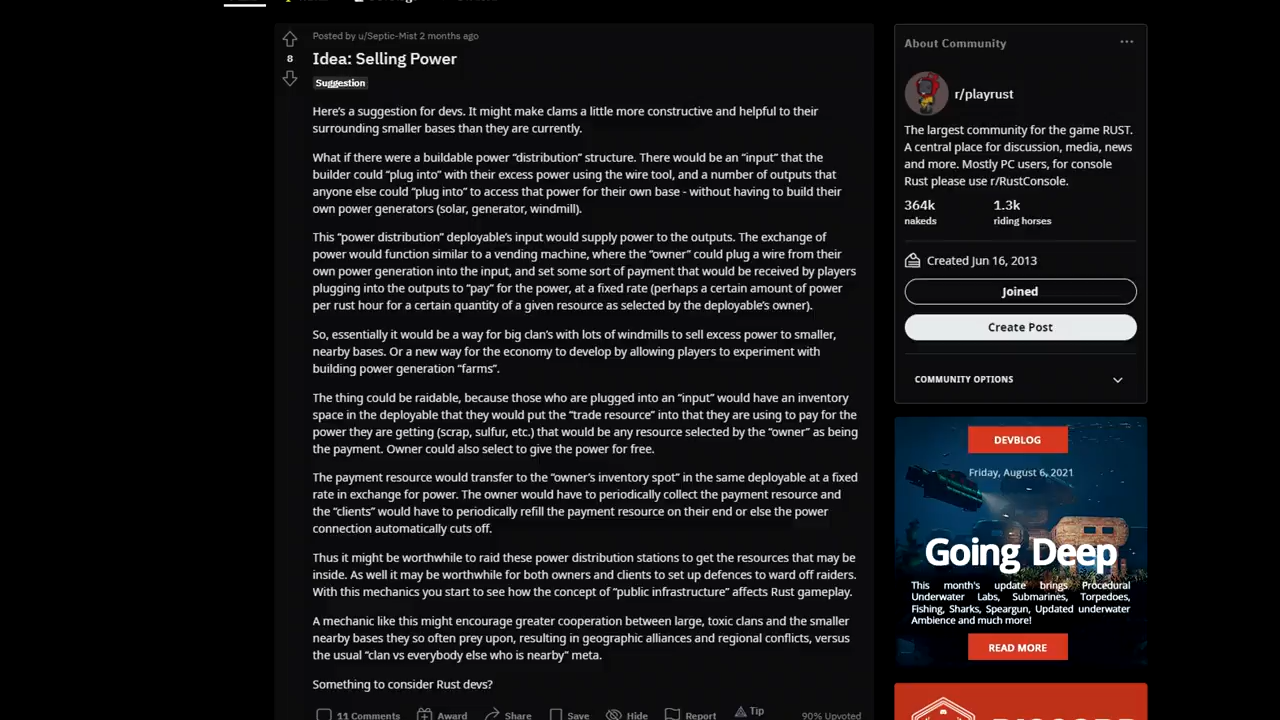 Posted by u/Septic-Mist 2 months ago
8
Idea: Selling Power
Suggestion
Here's a suggestion for devs. It might make clams a little more constructive and helpful to their
surrounding smaller bases than they are currently.
What if there were a buildable power “distribution” structure. There would be an “input” that the
builder could “plug into” with their excess power using the wire tool, and a number of outputs that
anyone else could “plug into” to access that power for their own base - without having to build their
own power generators (solar, generator, windmill).
This “power distribution” deployable's input would supply power to the outputs. The exchange of
power would function similar to a vending machine, where the “owner” could plug a wire from their
own power generation into the input, and set some sort of payment that would be received by players
plugging into the outputs to “pay” for the power, at a fixed rate (perhaps a certain amount of power
per rust hour for a certain quantity of a given resource as selected by the deployable's owner).
So, essentially it would be a way for big clan's with lots of windmills to sell excess power to smaller,
nearby bases. Or a new way for the economy to develop by allowing players to experiment with
building power generation “farms”.
The thing could be raidable, because those who are plugged into an “input” would have an inventory
space in the deployable that they would put the “trade resource” into that they are using to pay for the
power they are getting (scrap, sulfur, etc.) that would be any resource selected by the “owner” as being
the payment. Owner could also select to give the power for free.
The payment resource would transfer to the “owner's inventory spot” in the same deployable at a fixed
rate in exchange for power. The owner would have to periodically collect the payment resource and
the “clients” would have to periodically refill the payment resource on their end or else the power
connection automatically cuts off.
Thus it might be worthwhile to raid these power distribution stations to get the resources that may be
inside. As well it may be worthwhile for both owners and clients to set up defences to ward off raiders.
With this mechanics you start to see how the concept of “public infrastructure” affects Rust gameplay.
A mechanic like this might encourage greater cooperation between large, toxic clans and the smaller
nearby bases they so often prey upon, resulting in geographic alliances and regional conflicts, versus
the usual “clan vs everybody else who is nearby” meta.
Something to consider Rust devs?
11 Comments Award Share Save Hide Report Tip 90% Upvoted
About Community
r/playrust
The largest community for the game RUST.
A central place for discussion, media, news
and more. Mostly PC users, for console
Rust please use r/RustConsole.
364k 1.3k
nakeds riding horses
Created Jun 16, 2013
Joined
Create Post
COMMUNITY OPTIONS
DEVBLOG
Friday, August 6, 2021
Going Deep
This month's update brings Procedural
Underwater Labs, Submarines, Torpedoes,
Fishing, Sharks, Speargun, Updated underwater
Ambience and much more!
READ MORE